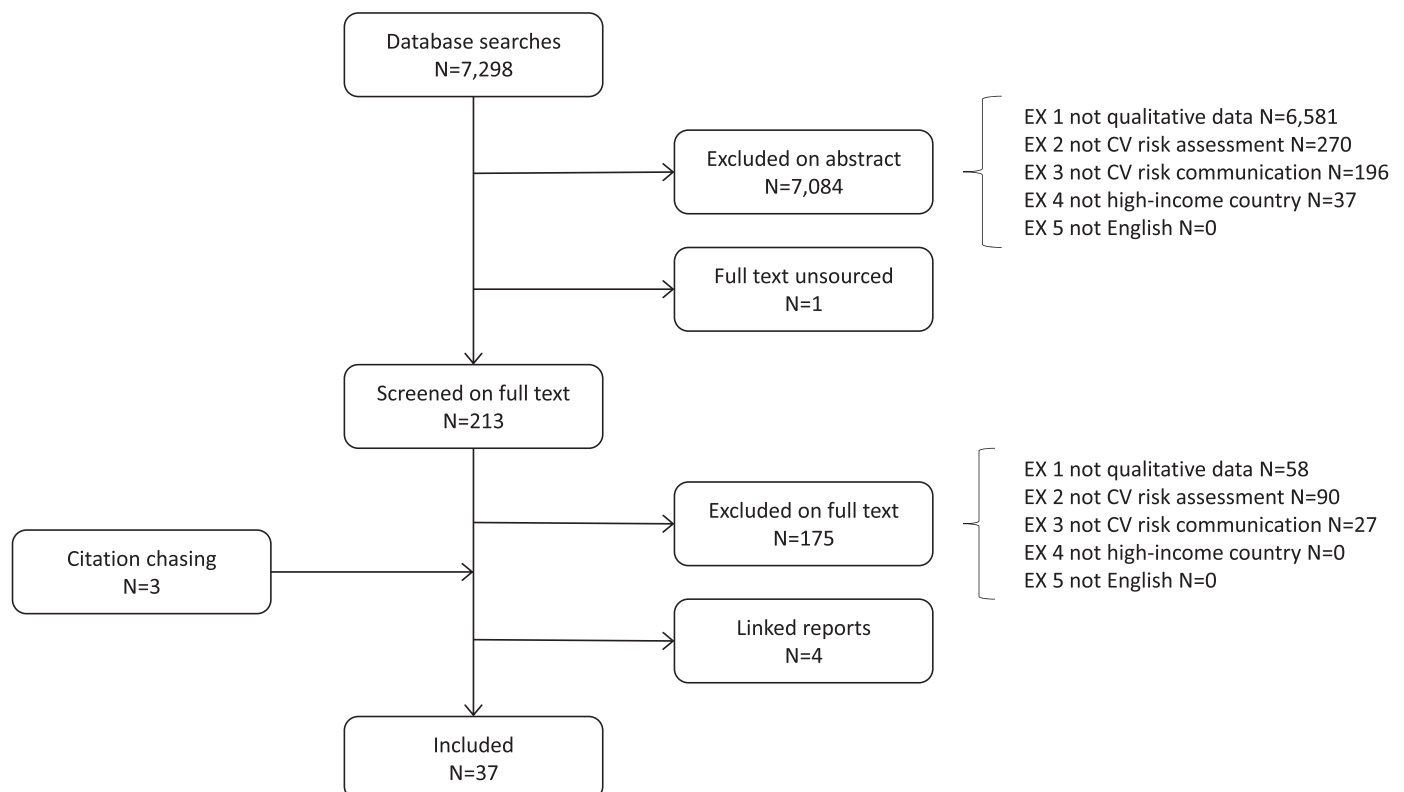 Database searches
N=7,298
Excluded on abstract
N=7,084
EX 1 not qualitative data N=6,581
EX 2 not CV risk assessment N=270
EX 3 not CV risk communication N=196
EX 4 not high-income country N=37
EX 5 not English N=0
Full text unsourced
N=1
Screened on full text
N=213
Excluded on full text
N=175
EX 1 not qualitative data N=58
EX 2 not CV risk assessment N=90
EX 3 not CV risk communication N=27
EX 4 not high-income country N=0
EX 5 not English N=0
Citation chasing
N=3
Linked reports
N=4
Included
N=37